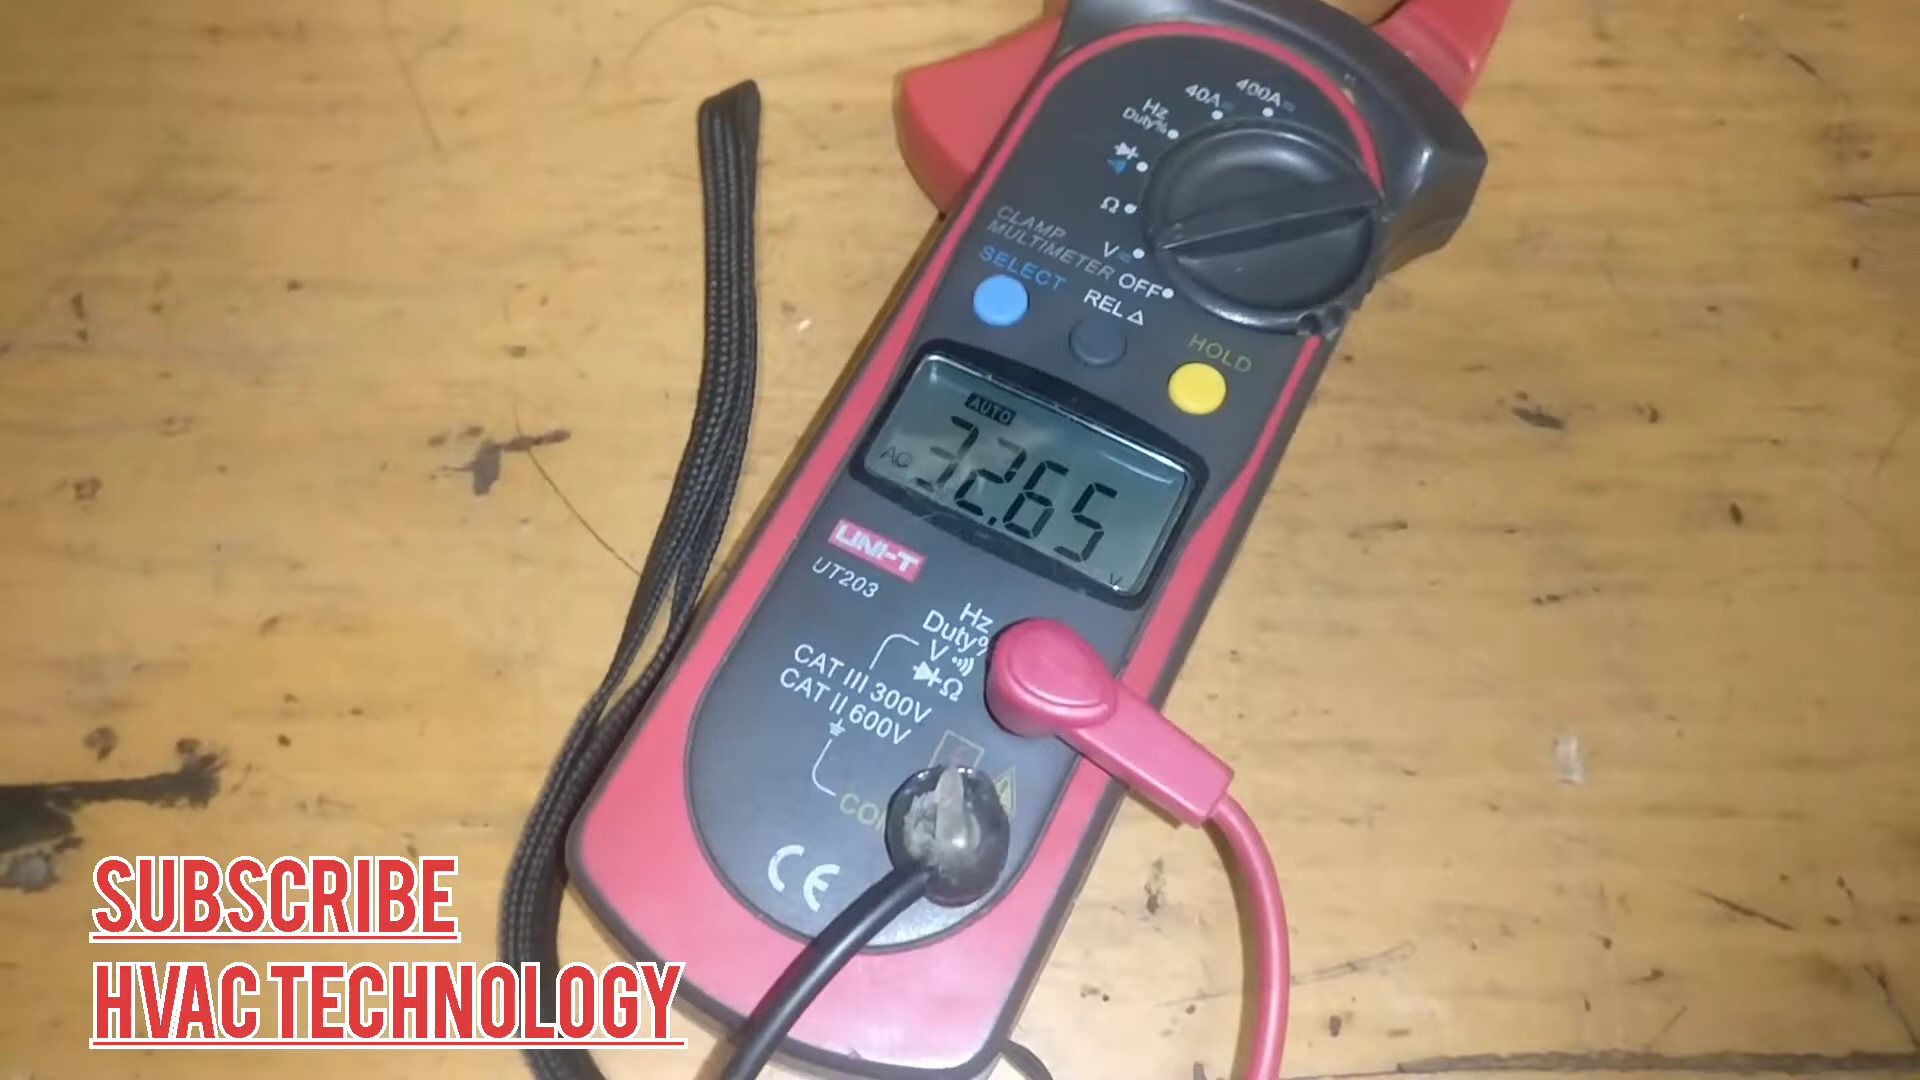 400A≂
40A≂
Hz
Duty%
Ω
V≂
OFF
CLAMP
MULTIMETER
SELECT
REL△
HOLD
AUTO
AC
32.65
V
UNI-T
UT203
Hz
Duty%
V
Ω
CAT III 300V
CAT II 600V
CE
SUBSCRIBE
HVAC TECHNOLOGY